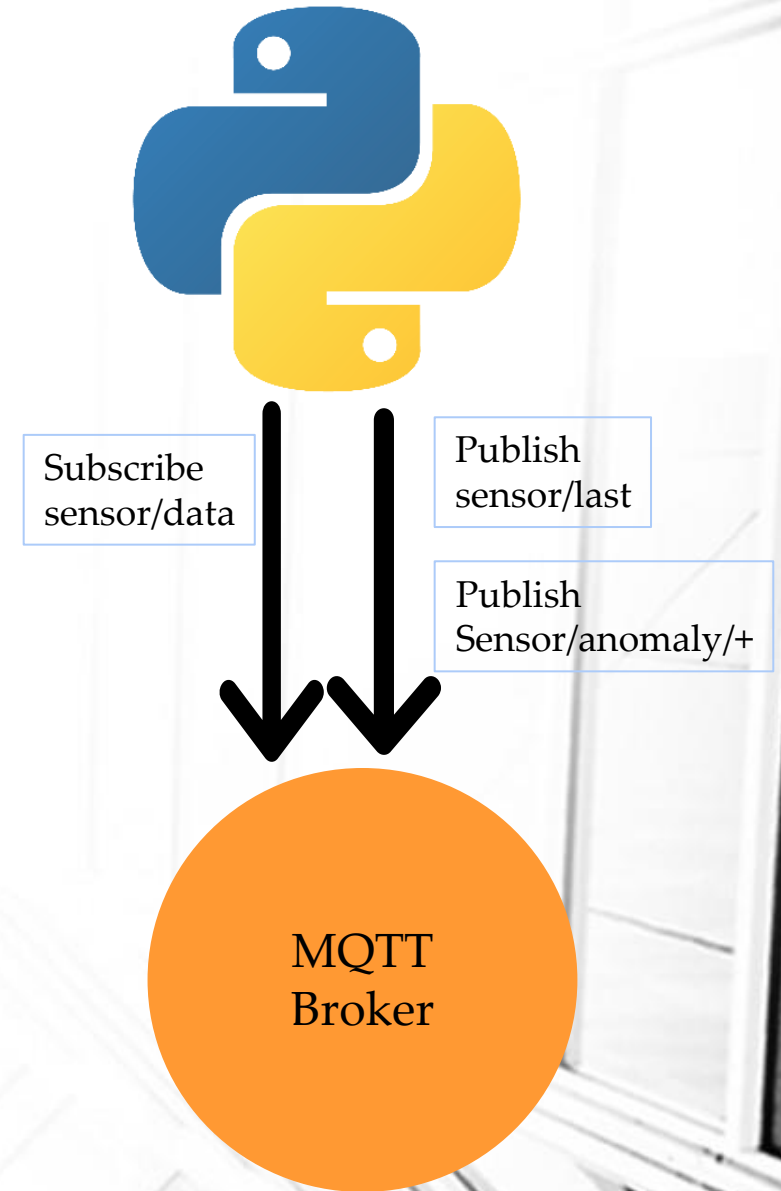 Subscribe
sensor/data
Publish
sensor/last
Publish
Sensor/anomaly/+
MQTT
Broker